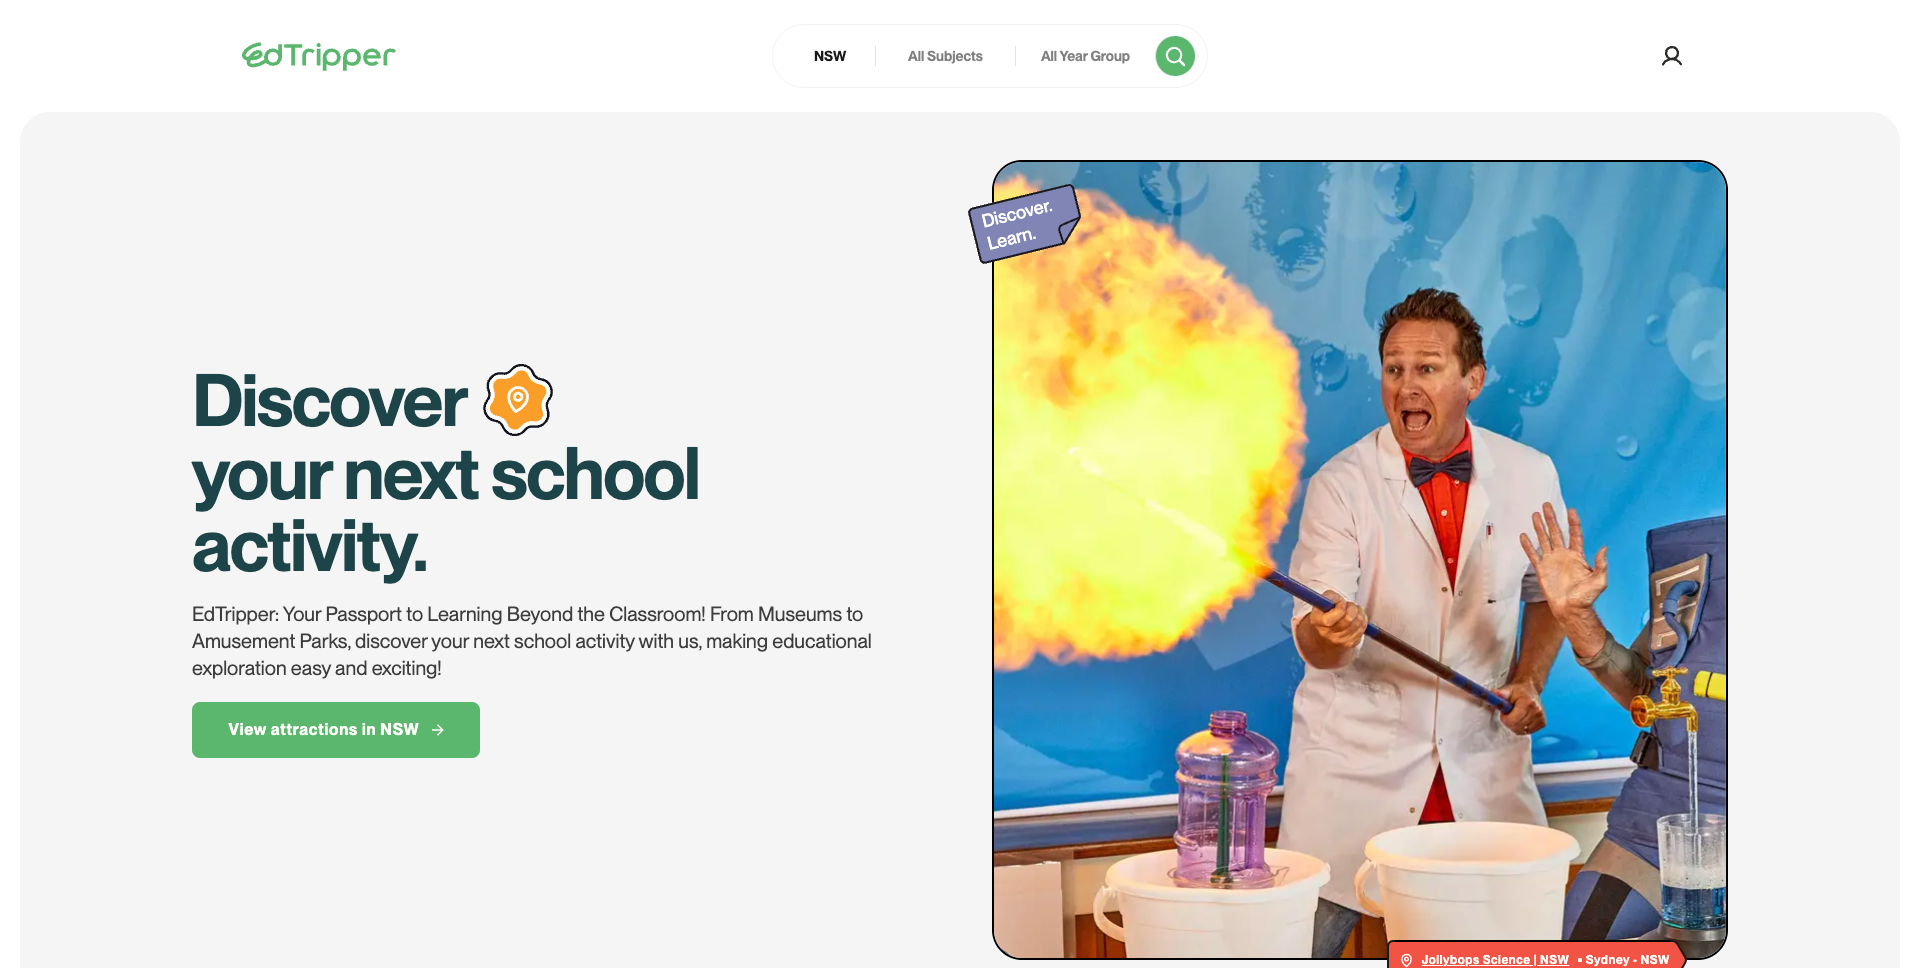 EdTripper
NSW
All Subjects
All Year Group
Discover.
Learn.
Discover
your next school
activity.
EdTripper: Your Passport to Learning Beyond the Classroom! From Museums to
Amusement Parks, discover your next school activity with us, making educational
exploration easy and exciting!
View attractions in NSW →
Jollybops Science | NSW • Sydney - NSW